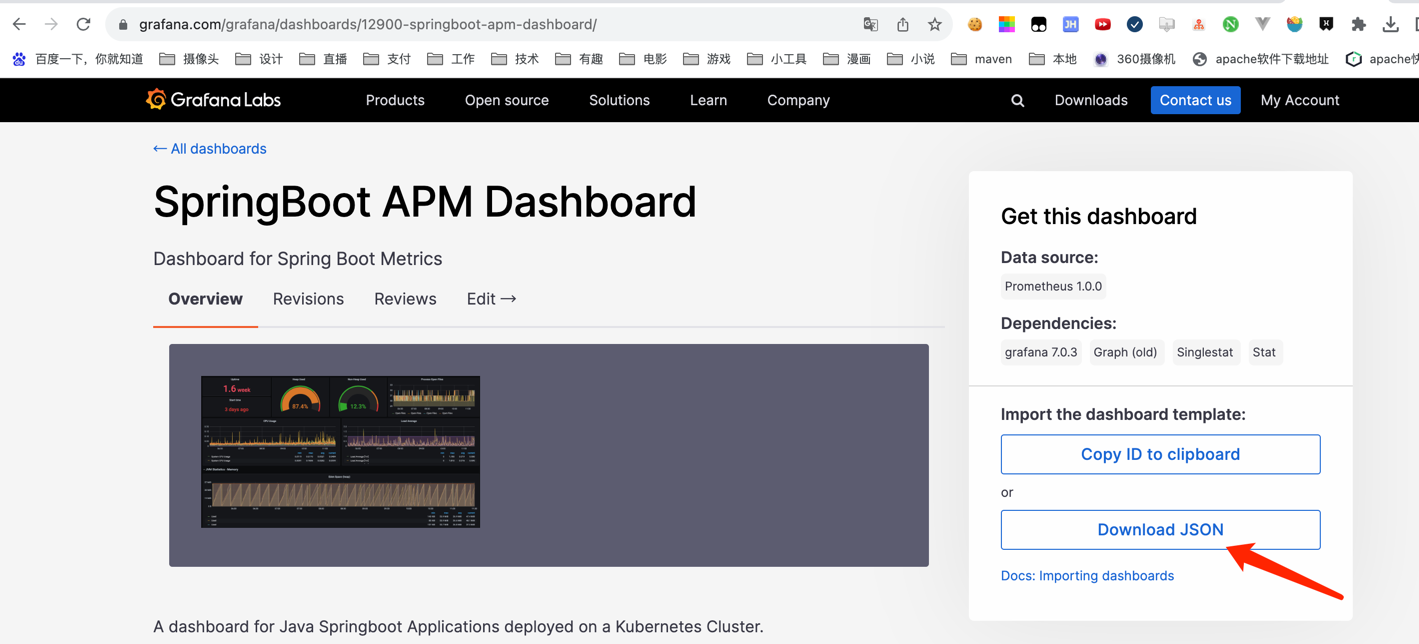 grafana.com/grafana/dashboards/12900-springboot-apm-dashboard/
百度一下，你就知道 摄像头 设计 直播 支付 工作 技术 有趣 电影 游戏 小工具 漫画 小说 maven 本地 360摄像机 apache软件下载地址 apache快
Grafana Labs Products Open source Solutions Learn Company Downloads Contact us My Account
← All dashboards
SpringBoot APM Dashboard
Dashboard for Spring Boot Metrics
Overview Revisions Reviews Edit →
1.6 week
3 days ago
87.4%
12.3%
A dashboard for Java Springboot Applications deployed on a Kubernetes Cluster.
Get this dashboard
Data source:
Prometheus 1.0.0
Dependencies:
grafana 7.0.3 Graph (old) Singlestat Stat
Import the dashboard template:
Copy ID to clipboard
or
Download JSON
Docs: Importing dashboards